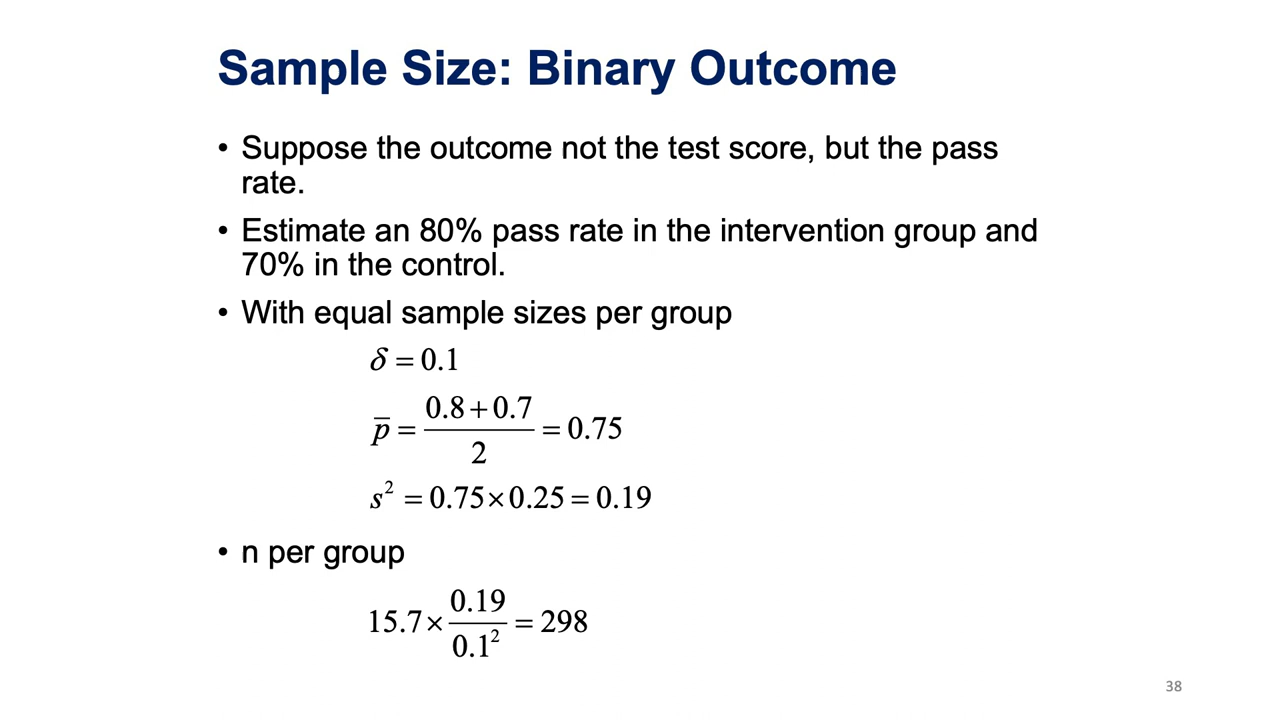 Sample Size: Binary Outcome
• Suppose the outcome not the test score, but the pass
rate.
• Estimate an 80% pass rate in the intervention group and
70% in the control.
• With equal sample sizes per group
δ = 0.1
p̅ = (0.8 + 0.7)/2 = 0.75
s² = 0.75 × 0.25 = 0.19
• n per group
15.7 × 0.19/0.1² = 298
38